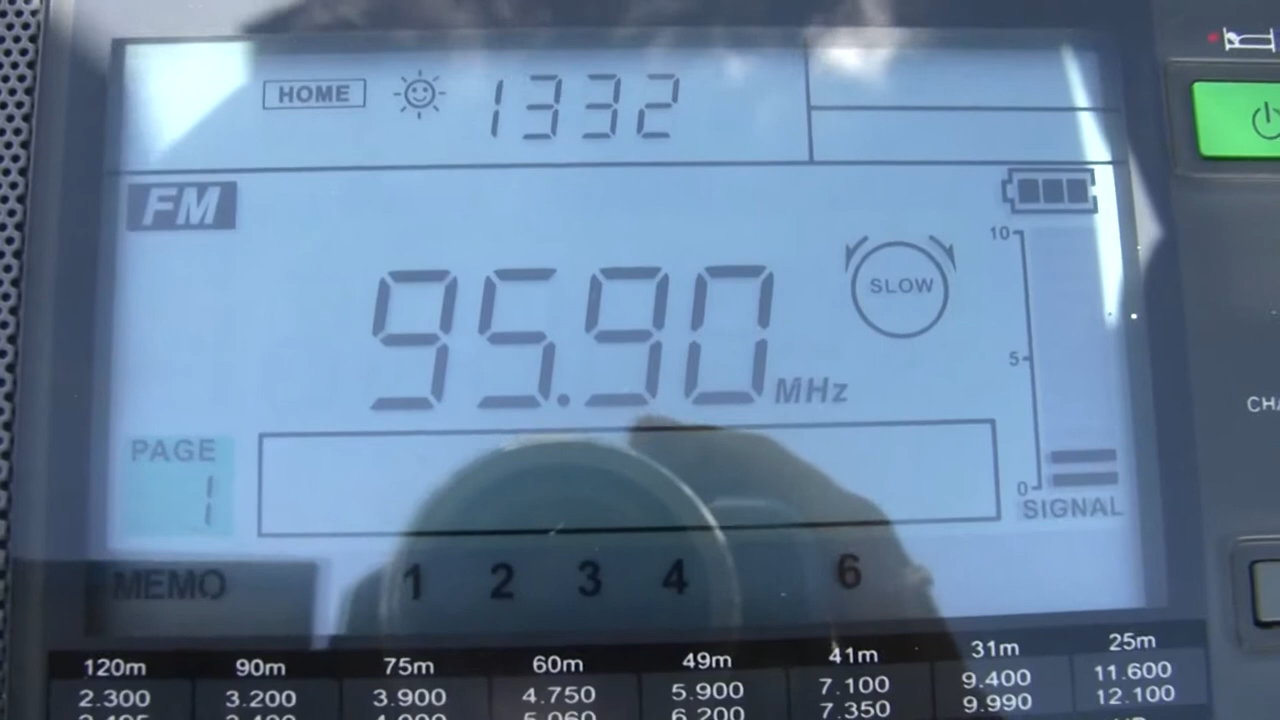 HOME 1332
FM
95.90 MHz
SLOW
10
5
0
SIGNAL
PAGE
1
MEMO 1 2 3 4 6
120m 90m 75m 60m 49m 41m 31m 25m
2.300 3.200 3.900 4.750 5.900 7.100 9.400 11.600
6.200 7.350 9.990 12.100